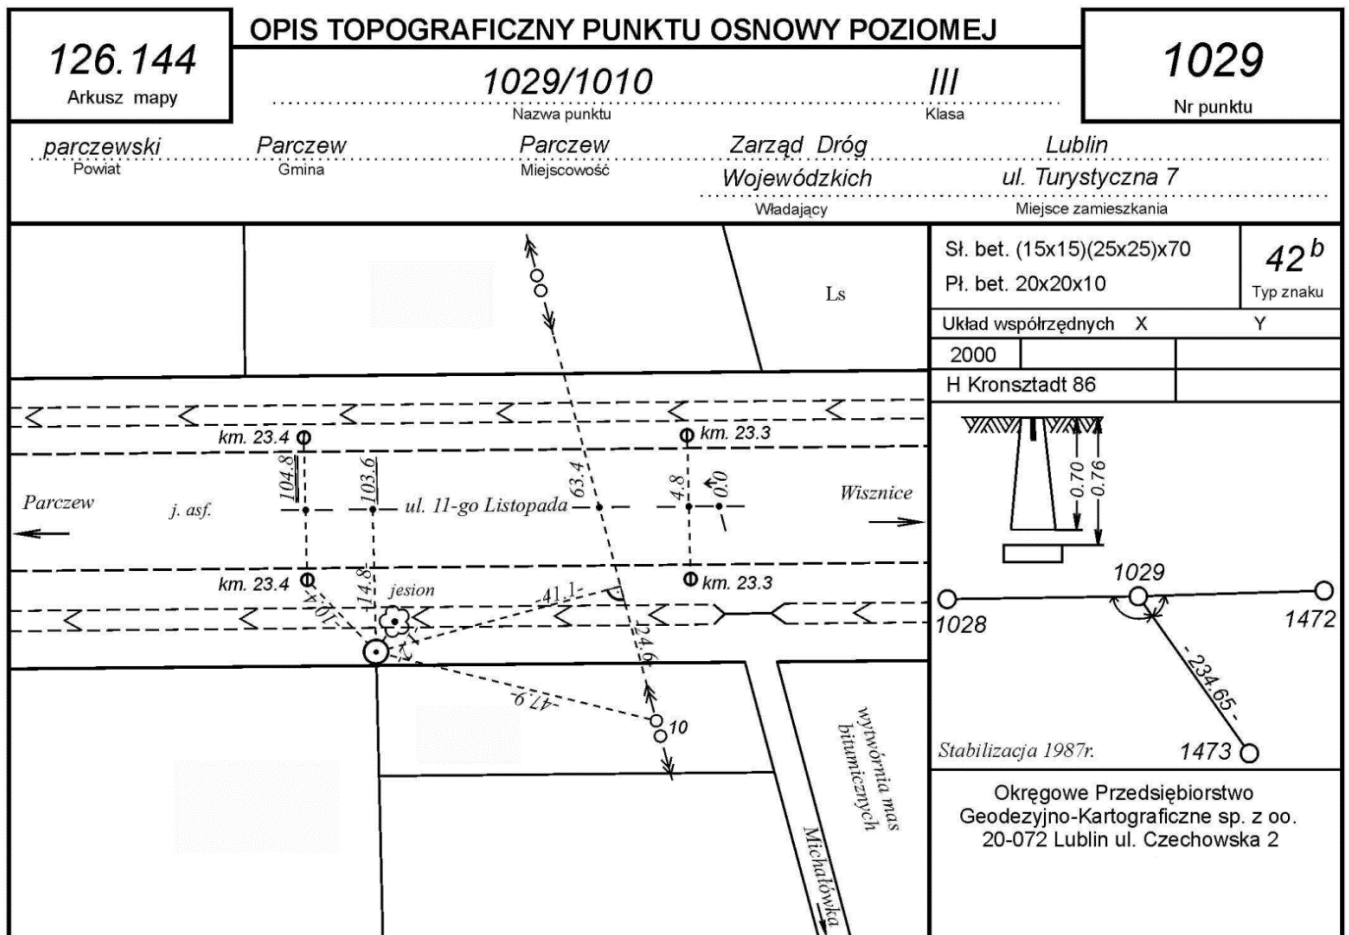 OPIS TOPOGRAFICZNY PUNKTU OSNOWY POZIOMEJ
126.144
Arkusz mapy
1029/1010
Nazwa punktu
III
Klasa
1029
Nr punktu
parczewski
Powiat
Parczew
Gmina
Parczew
Miejscowość
Zarząd Dróg
Wojewódzkich
Władający
Lublin
ul. Turystyczna 7
Miejsce zamieszkania
Ls
km. 23.4
km. 23.3
104.8
103.6
63.4
4.8
0.0
Parczew
j. asf.
ul. 11-go Listopada
Wisznice
km. 23.4
km. 23.3
14.8
jesion
41.1
24.6
47.9
10
wytwórnia mas
bitumicznych
Michałówka
Sł. bet. (15x15)(25x25)x70
Pł. bet. 20x20x10
42b
Typ znaku
Układ współrzędnych X Y
2000
H Kronsztadt 86
0.70
0.76
1029
1028
1472
- 234.65 -
1473
Stabilizacja 1987r.
Okręgowe Przedsiębiorstwo
Geodezyjno-Kartograficzne sp. z oo.
20-072 Lublin ul. Czechowska 2